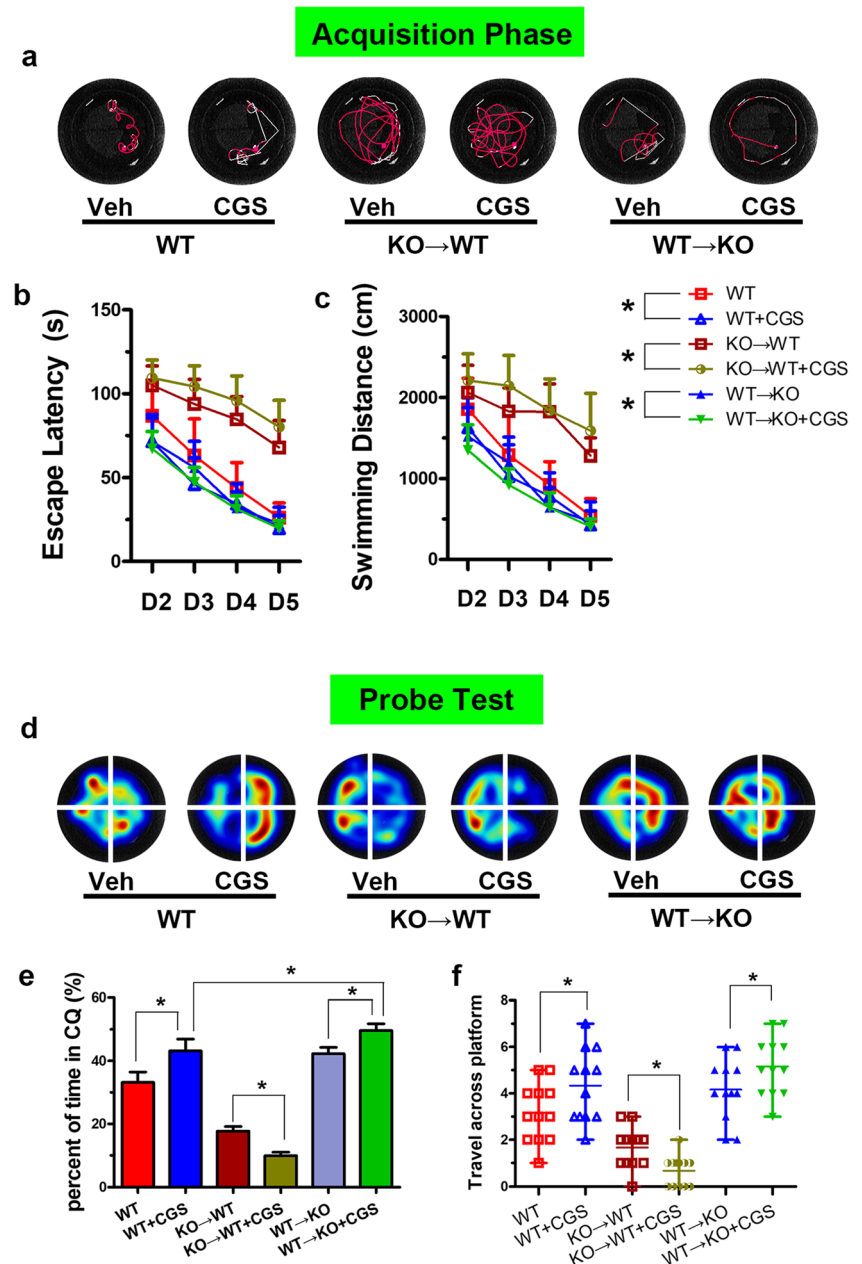 Acquisition Phase
a
Veh CGS Veh CGS Veh CGS
WT KO→WT WT→KO
b
Escape Latency (s)
150
100
50
0
D2 D3 D4 D5
c
Swimming Distance (cm)
3000
2000
1000
0
D2 D3 D4 D5
* WT
WT+CGS
* KO→WT
KO→WT+CGS
* WT→KO
WT→KO+CGS
Probe Test
d
Veh CGS Veh CGS Veh CGS
WT KO→WT WT→KO
e
percent of time in CQ (%)
60
40
20
0
* * * *
WT WT+CGS KO→WT KO→WT+CGS WT→KO WT→KO+CGS
f
Travel across platform
8
6
4
2
0
* * *
WT WT+CGS KO→WT KO→WT+CGS WT→KO WT→KO+CGS